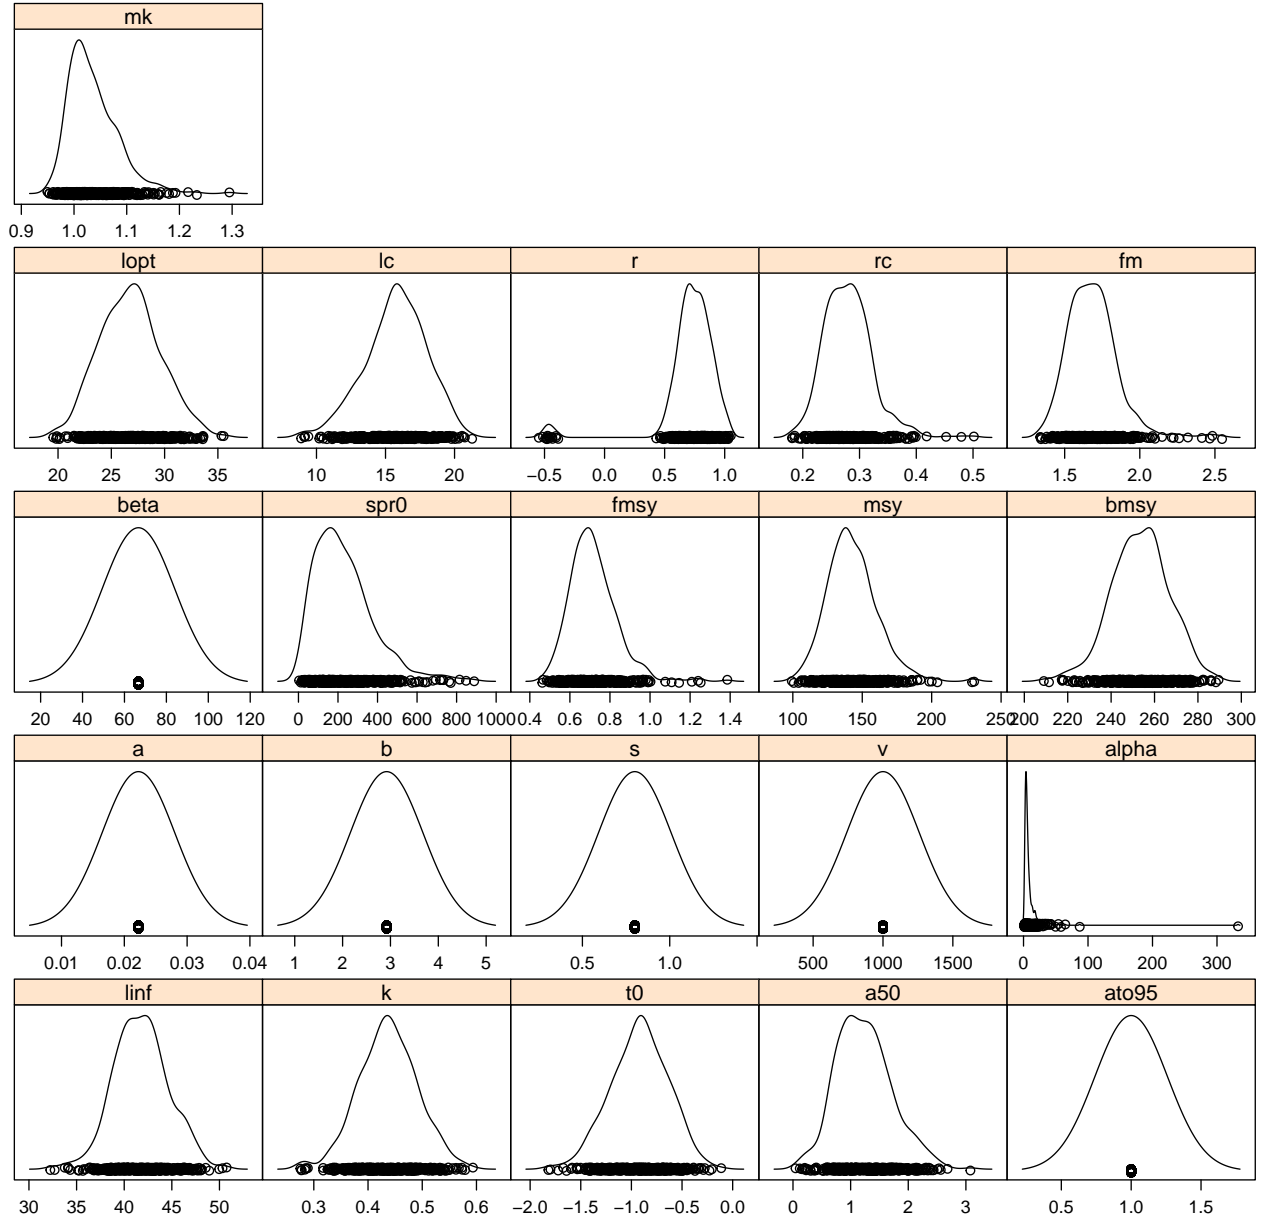 mk
0.9 1.0 1.1 1.2 1.3
lopt lc r rc fm
20 25 30 35 10 15 20 −0.5 0.0 0.5 1.0 0.2 0.3 0.4 0.5 1.5 2.0 2.5
beta spr0 fmsy msy bmsy
20 40 60 80 100 120 0 200 400 600 800 1000 0.4 0.6 0.8 1.0 1.2 1.4 100 150 200 250 200 220 240 260 280 300
a b s v alpha
0.01 0.02 0.03 0.04 1 2 3 4 5 0.5 1.0 500 1000 1500 0 100 200 300
linf k t0 a50 ato95
30 35 40 45 50 0.3 0.4 0.5 0.6 −2.0 −1.5 −1.0 −0.5 0.0 0 1 2 3 0.5 1.0 1.5